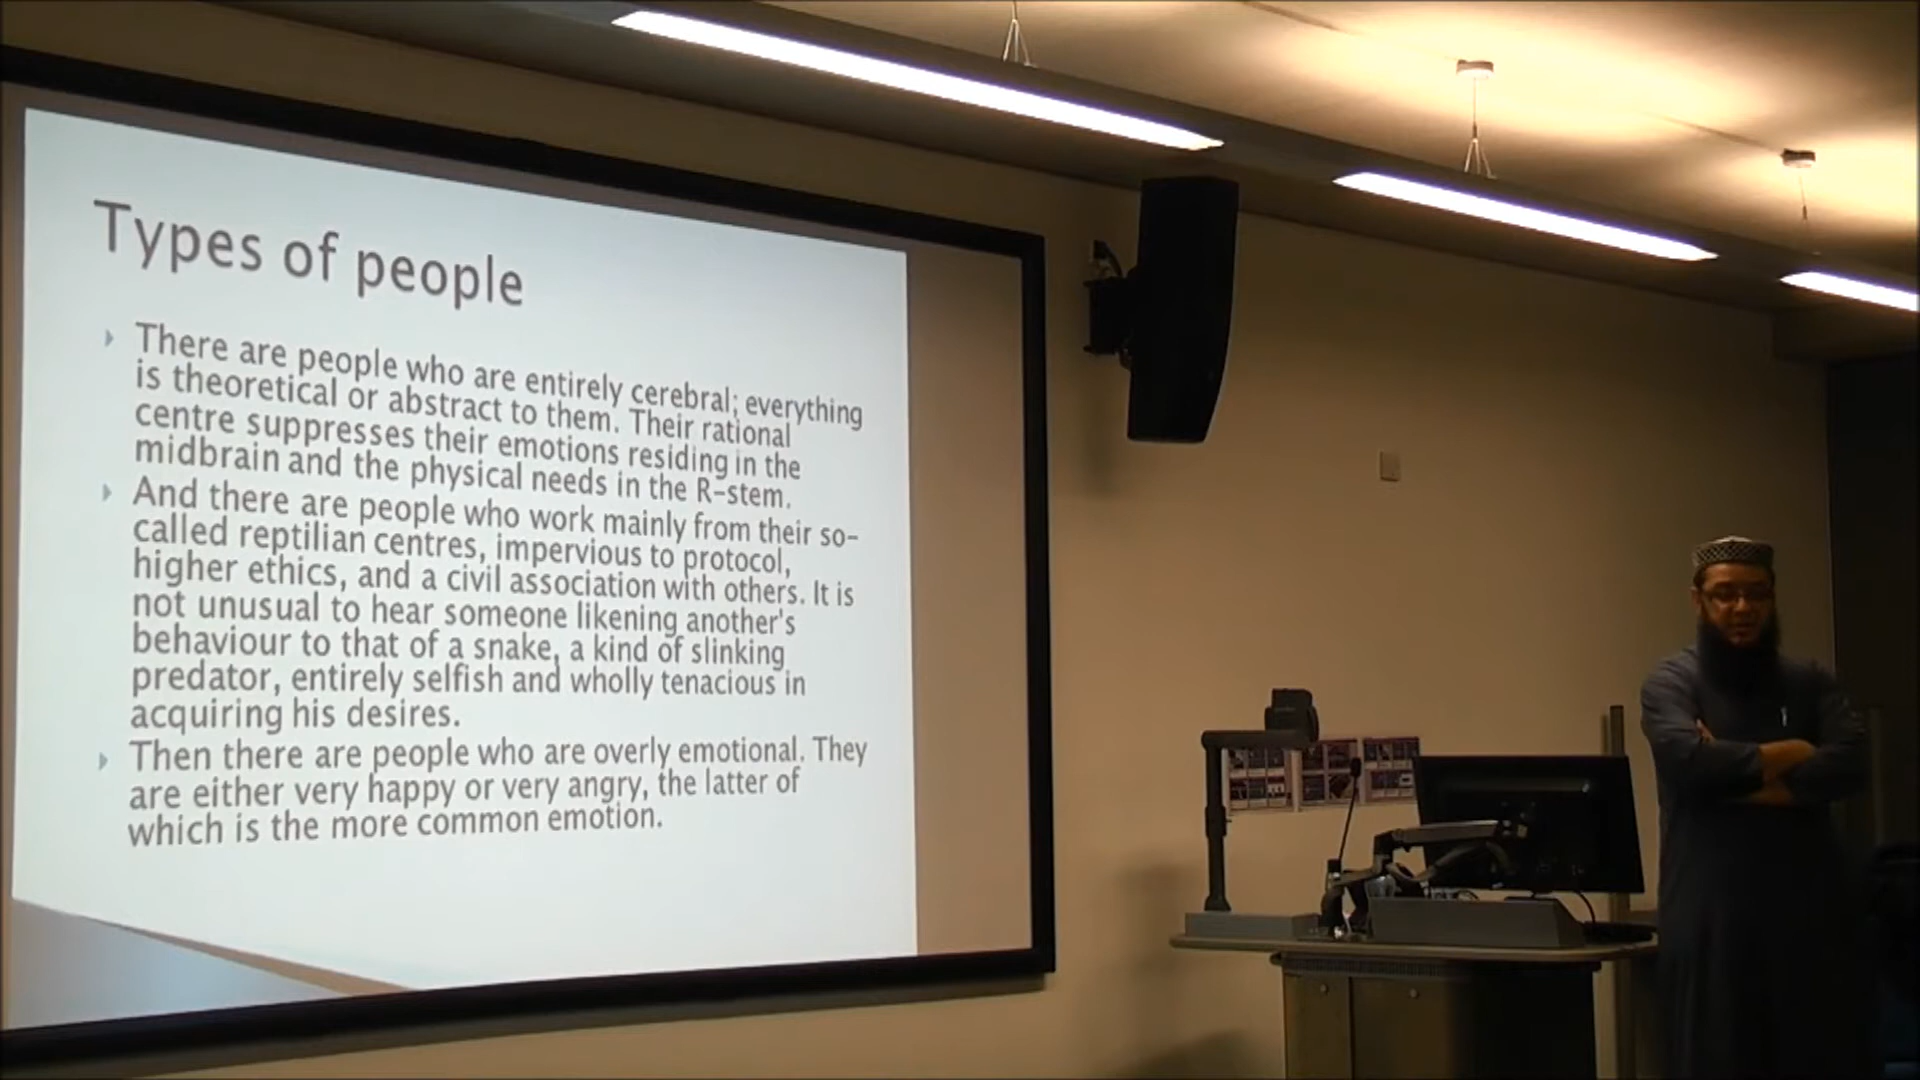 Types of people
There are people who are entirely cerebral; everything
is theoretical or abstract to them. Their rational
centre suppresses their emotions residing in the
midbrain and the physical needs in the R-stem.
And there are people who work mainly from their so-
called reptilian centres, impervious to protocol,
higher ethics, and a civil association with others. It is
not unusual to hear someone likening another's
behaviour to that of a snake, a kind of slinking
predator, entirely selfish and wholly tenacious in
acquiring his desires.
Then there are people who are overly emotional. They
are either very happy or very angry, the latter of
which is the more common emotion.